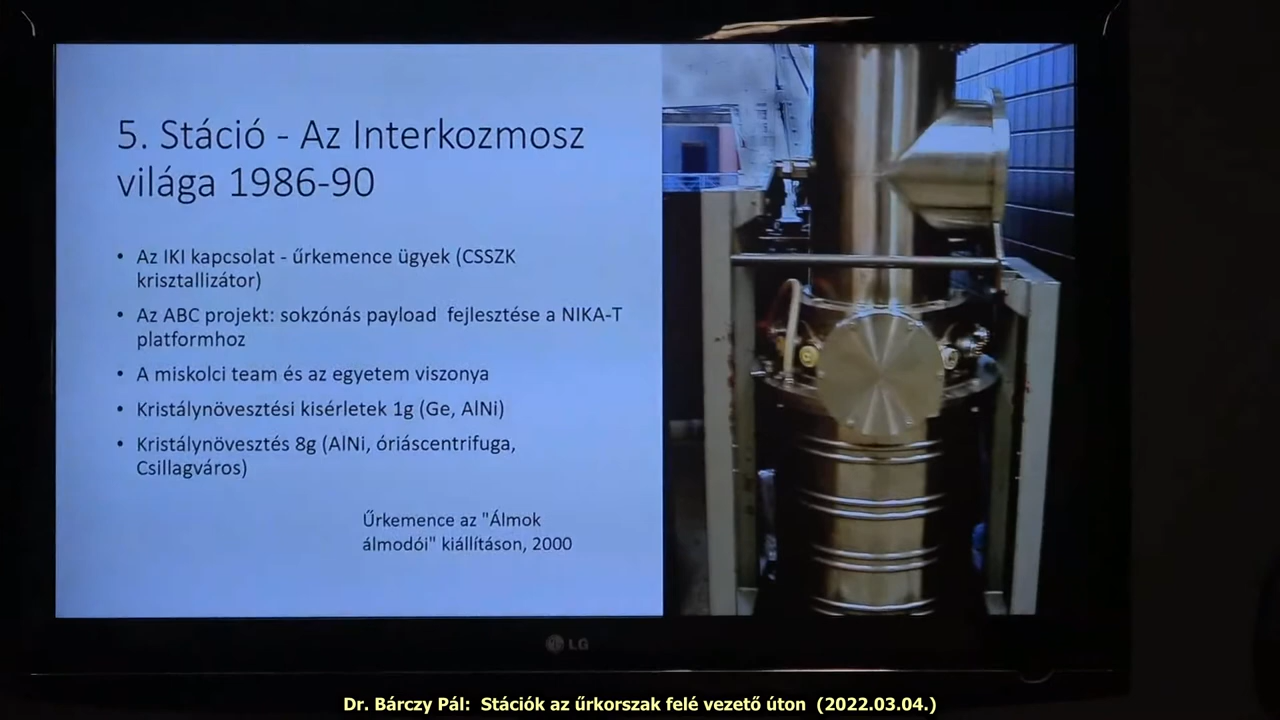 5. Stáció - Az Interkozmosz
világa 1986-90
• Az IKI kapcsolat - űrkemence ügyek (CSSZK
krisztallizátor)
• Az ABC projekt: sokzónás payload fejlesztése a NIKA-T
platformhoz
• A miskolci team és az egyetem viszonya
• Kristálynövesztési kisérletek 1g (Ge, AlNi)
• Kristálynövesztés 8g (AlNi, óriáscentrifuga,
Csillagváros)
Űrkemence az "Álmok
álmodói" kiállításon, 2000
LG
Dr. Bárczy Pál: Stációk az űrkorszak felé vezető úton (2022.03.04.)